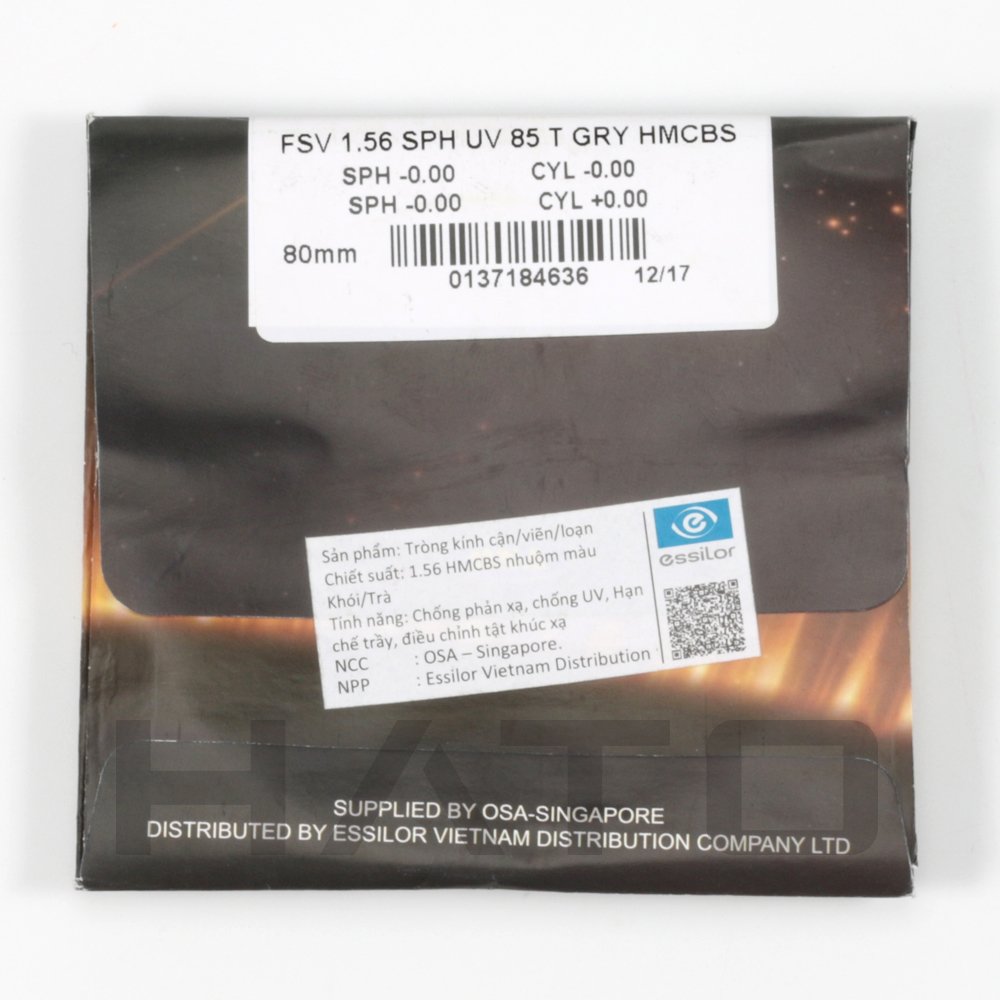 FSV 1.56 SPH UV 85 T GRY HMCBS
SPH -0.00 CYL -0.00
SPH -0.00 CYL +0.00
80mm
0137184636 12/17
Sản phẩm: Tròng kính cận/viễn/loạn
Chiết suất: 1.56 HMCBS nhuộm màu
Khói/Trà
Tính năng: Chống phản xạ, chống UV, Hạn
chế trầy, điều chỉnh tật khúc xạ
NCC : OSA – Singapore.
NPP : Essilor Vietnam Distribution
e
essilor
HATO
SUPPLIED BY OSA-SINGAPORE
DISTRIBUTED BY ESSILOR VIETNAM DISTRIBUTION COMPANY LTD